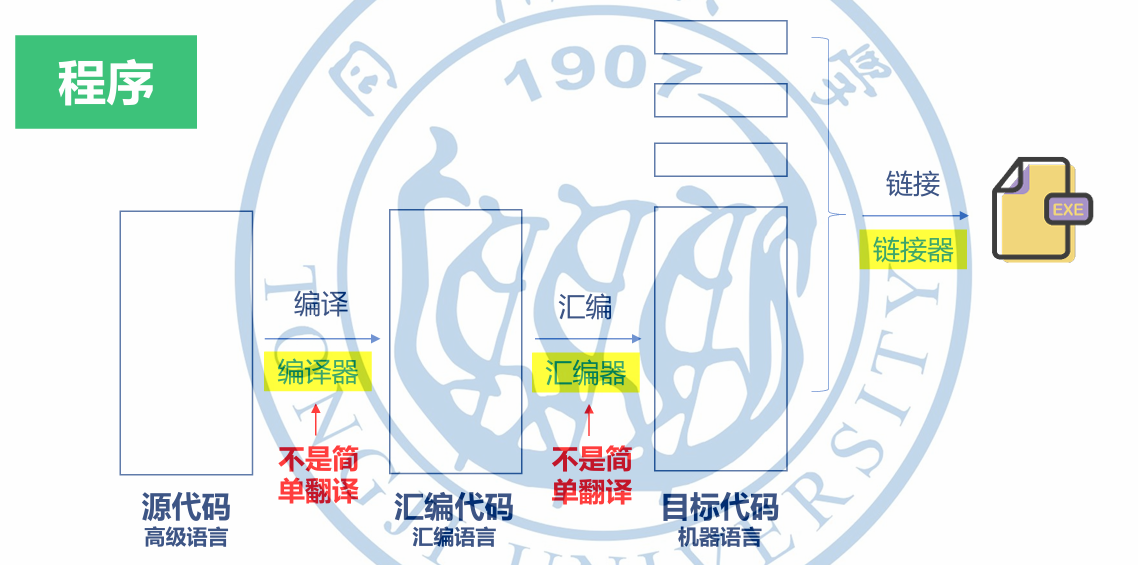 程序
1907
链接
EXE
链接器
编译
汇编
编译器
汇编器
不是简
单翻译
不是简
单翻译
源代码
汇编代码
目标代码
高级语言
汇编语言
机器语言
TONGJI UNIVERSITY